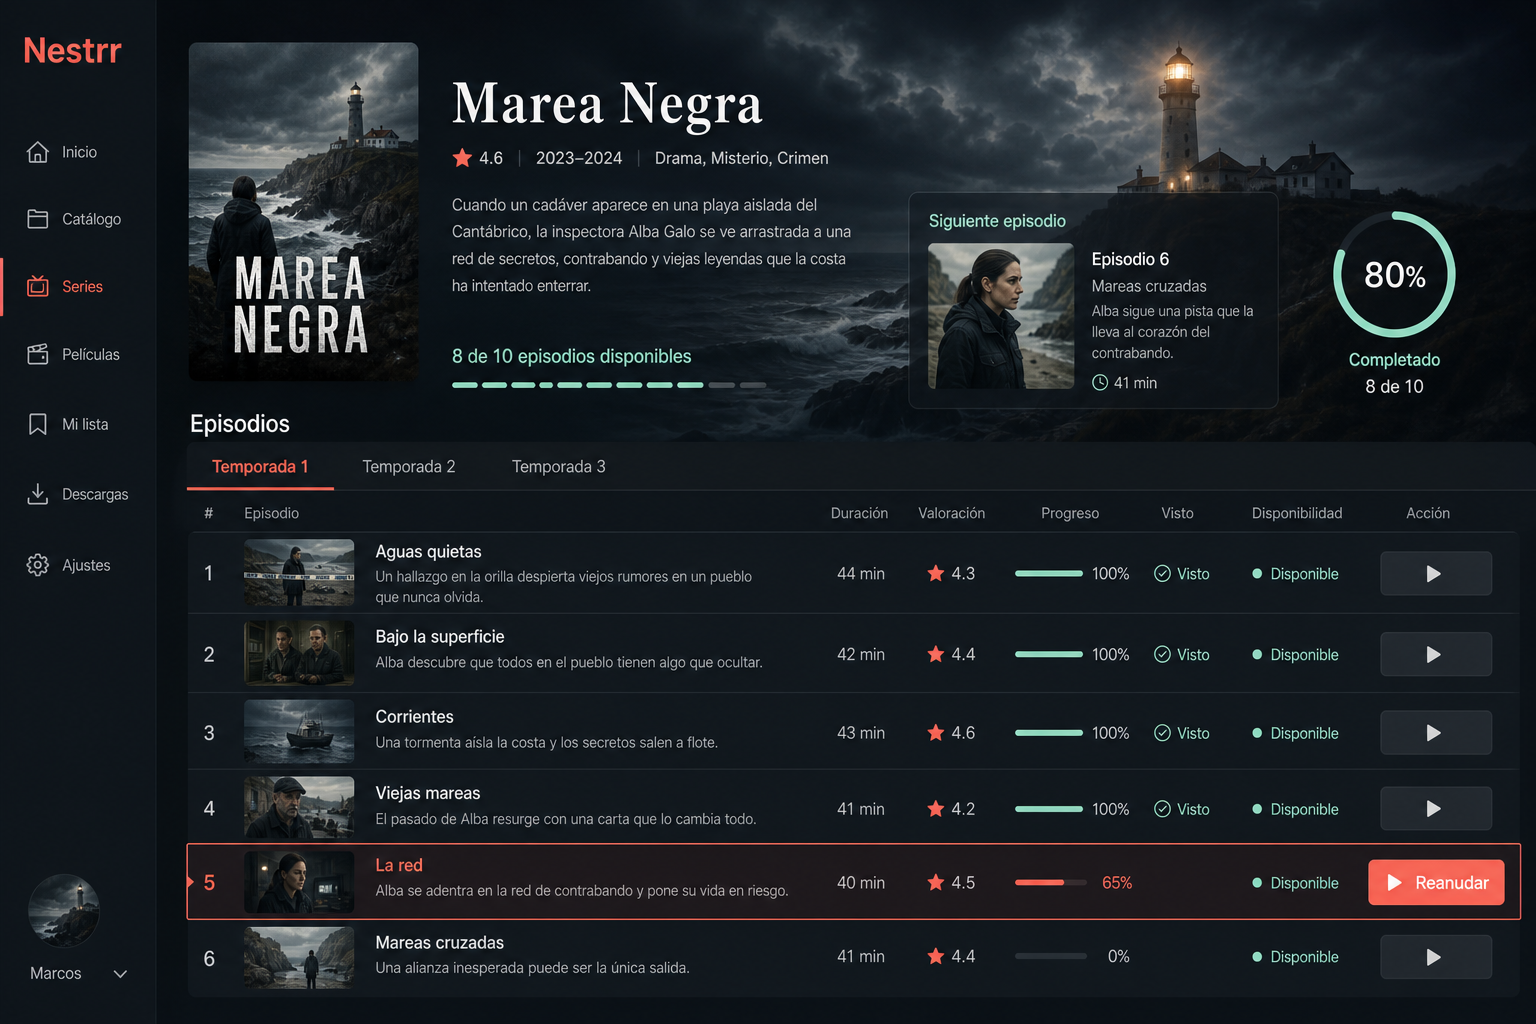 Nestrr
Inicio
Catálogo
Series
Películas
Mi lista
Descargas
Ajustes
Marcos
MAREA
NEGRA
Marea Negra
4.6 | 2023–2024 | Drama, Misterio, Crimen
Cuando un cadáver aparece en una playa aislada del
Cantábrico, la inspectora Alba Galo se ve arrastrada a una
red de secretos, contrabando y viejas leyendas que la costa
ha intentado enterrar.
8 de 10 episodios disponibles
Siguiente episodio
Episodio 6
Mareas cruzadas
Alba sigue una pista que la
lleva al corazón del
contrabando.
41 min
80%
Completado
8 de 10
Episodios
Temporada 1 Temporada 2 Temporada 3
# Episodio Duración Valoración Progreso Visto Disponibilidad Acción
1 Aguas quietas 44 min 4.3 100% Visto Disponible
Un hallazgo en la orilla despierta viejos rumores en un pueblo
que nunca olvida.
2 Bajo la superficie 42 min 4.4 100% Visto Disponible
Alba descubre que todos en el pueblo tienen algo que ocultar.
3 Corrientes 43 min 4.6 100% Visto Disponible
Una tormenta aísla la costa y los secretos salen a flote.
4 Viejas mareas 41 min 4.2 100% Visto Disponible
El pasado de Alba resurge con una carta que lo cambia todo.
5 La red 40 min 4.5 65% Disponible Reanudar
Alba se adentra en la red de contrabando y pone su vida en riesgo.
6 Mareas cruzadas 41 min 4.4 0% Disponible
Una alianza inesperada puede ser la única salida.